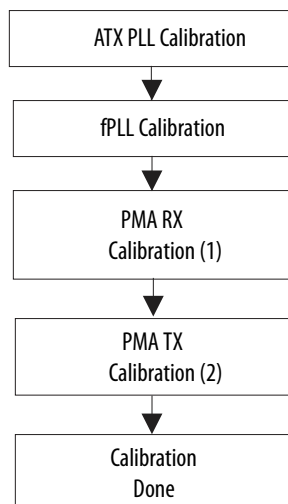 ATX PLL Calibration
fPLL Calibration
PMA RX
Calibration (1)
PMA TX
Calibration (2)
Calibration
Done